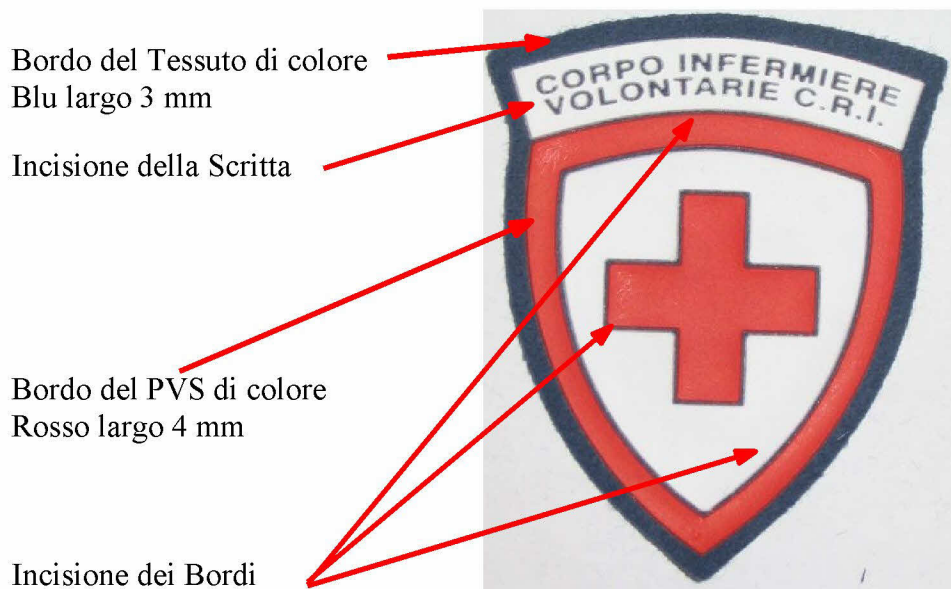 Bordo del Tessuto di colore
Blu largo 3 mm
CORPO INFERMIERE
VOLONTARIE C.R.I.
Incisione della Scritta
Bordo del PVS di colore
Rosso largo 4 mm
Incisione dei Bordi